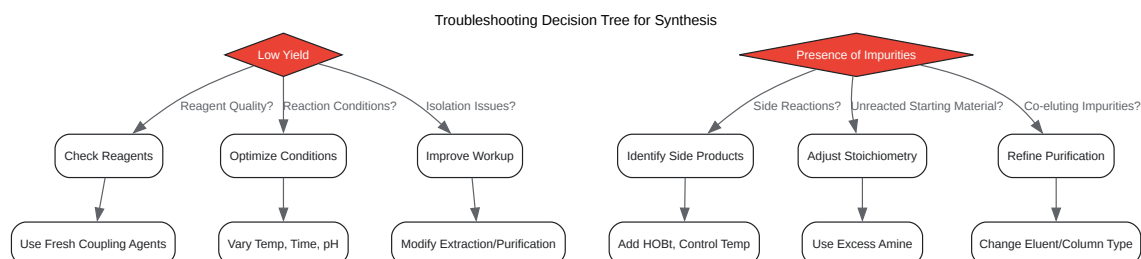 Troubleshooting Decision Tree for Synthesis
Low Yield
Presence of Impurities
Reagent Quality?
Reaction Conditions?
Isolation Issues?
Side Reactions?
Unreacted Starting Material?
Co-eluting Impurities?
Check Reagents
Optimize Conditions
Improve Workup
Identify Side Products
Adjust Stoichiometry
Refine Purification
Use Fresh Coupling Agents
Vary Temp, Time, pH
Modify Extraction/Purification
Add HOBt, Control Temp
Use Excess Amine
Change Eluent/Column Type